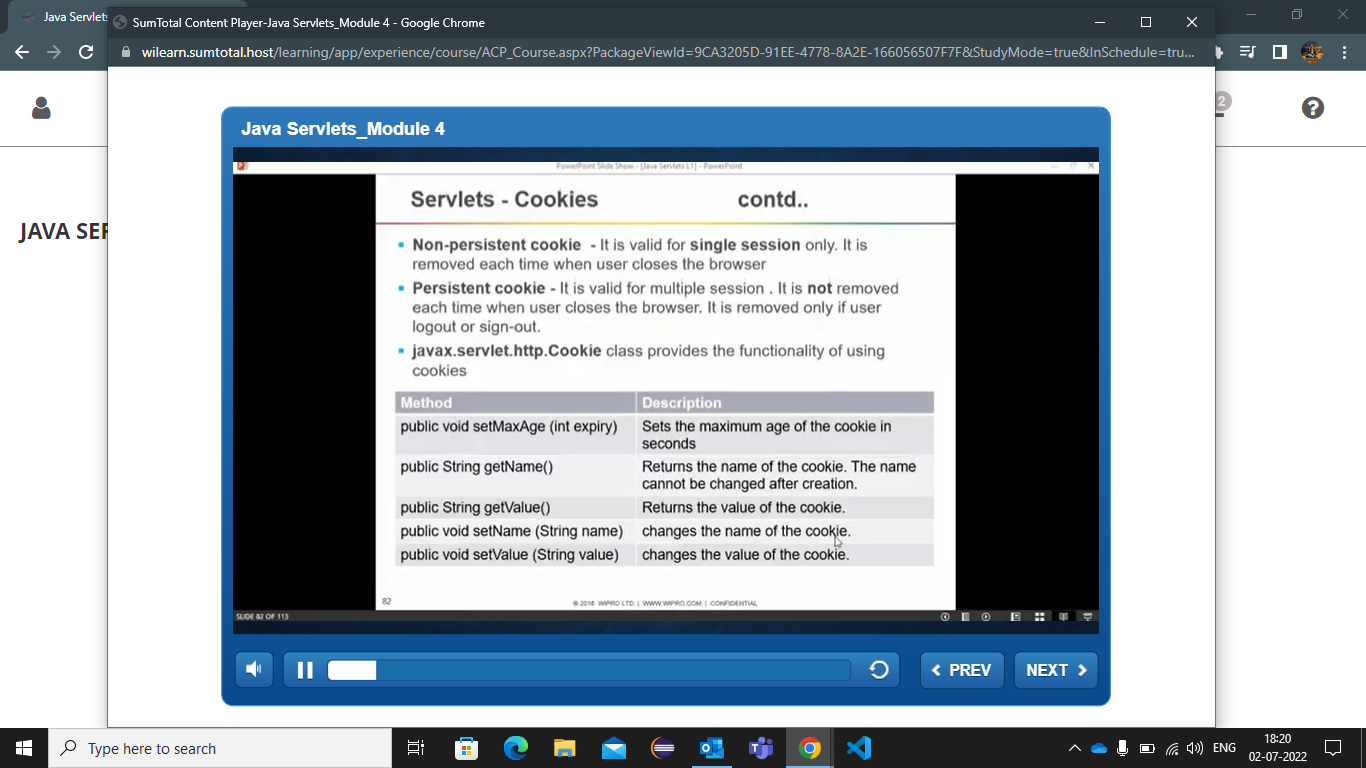 Java Servlets
SumTotal Content Player-Java Servlets_Module 4 - Google Chrome
wilearn.sumtotal.host/learning/app/experience/course/ACP_Course.aspx?PackageViewId=9CA3205D-91EE-4778-8A2E-166056507F7F&StudyMode=true&InSchedule=tru...
2
JAVA SER
Java Servlets_Module 4
PowerPoint Slide Show - [Java Servlets L1] - PowerPoint
Servlets - Cookies contd..
Non-persistent cookie - It is valid for single session only. It is
removed each time when user closes the browser
Persistent cookie - It is valid for multiple session . It is not removed
each time when user closes the browser. It is removed only if user
logout or sign-out.
javax.servlet.http.Cookie class provides the functionality of using
cookies
Method Description
public void setMaxAge (int expiry) Sets the maximum age of the cookie in
seconds
public String getName() Returns the name of the cookie. The name
cannot be changed after creation.
public String getValue() Returns the value of the cookie.
public void setName (String name) changes the name of the cookie.
public void setValue (String value) changes the value of the cookie.
82 © 2016 WIPRO LTD | WWW.WIPRO.COM | CONFIDENTIAL
SLIDE 82 OF 113
PREV NEXT
Type here to search
ENG
18:20
02-07-2022